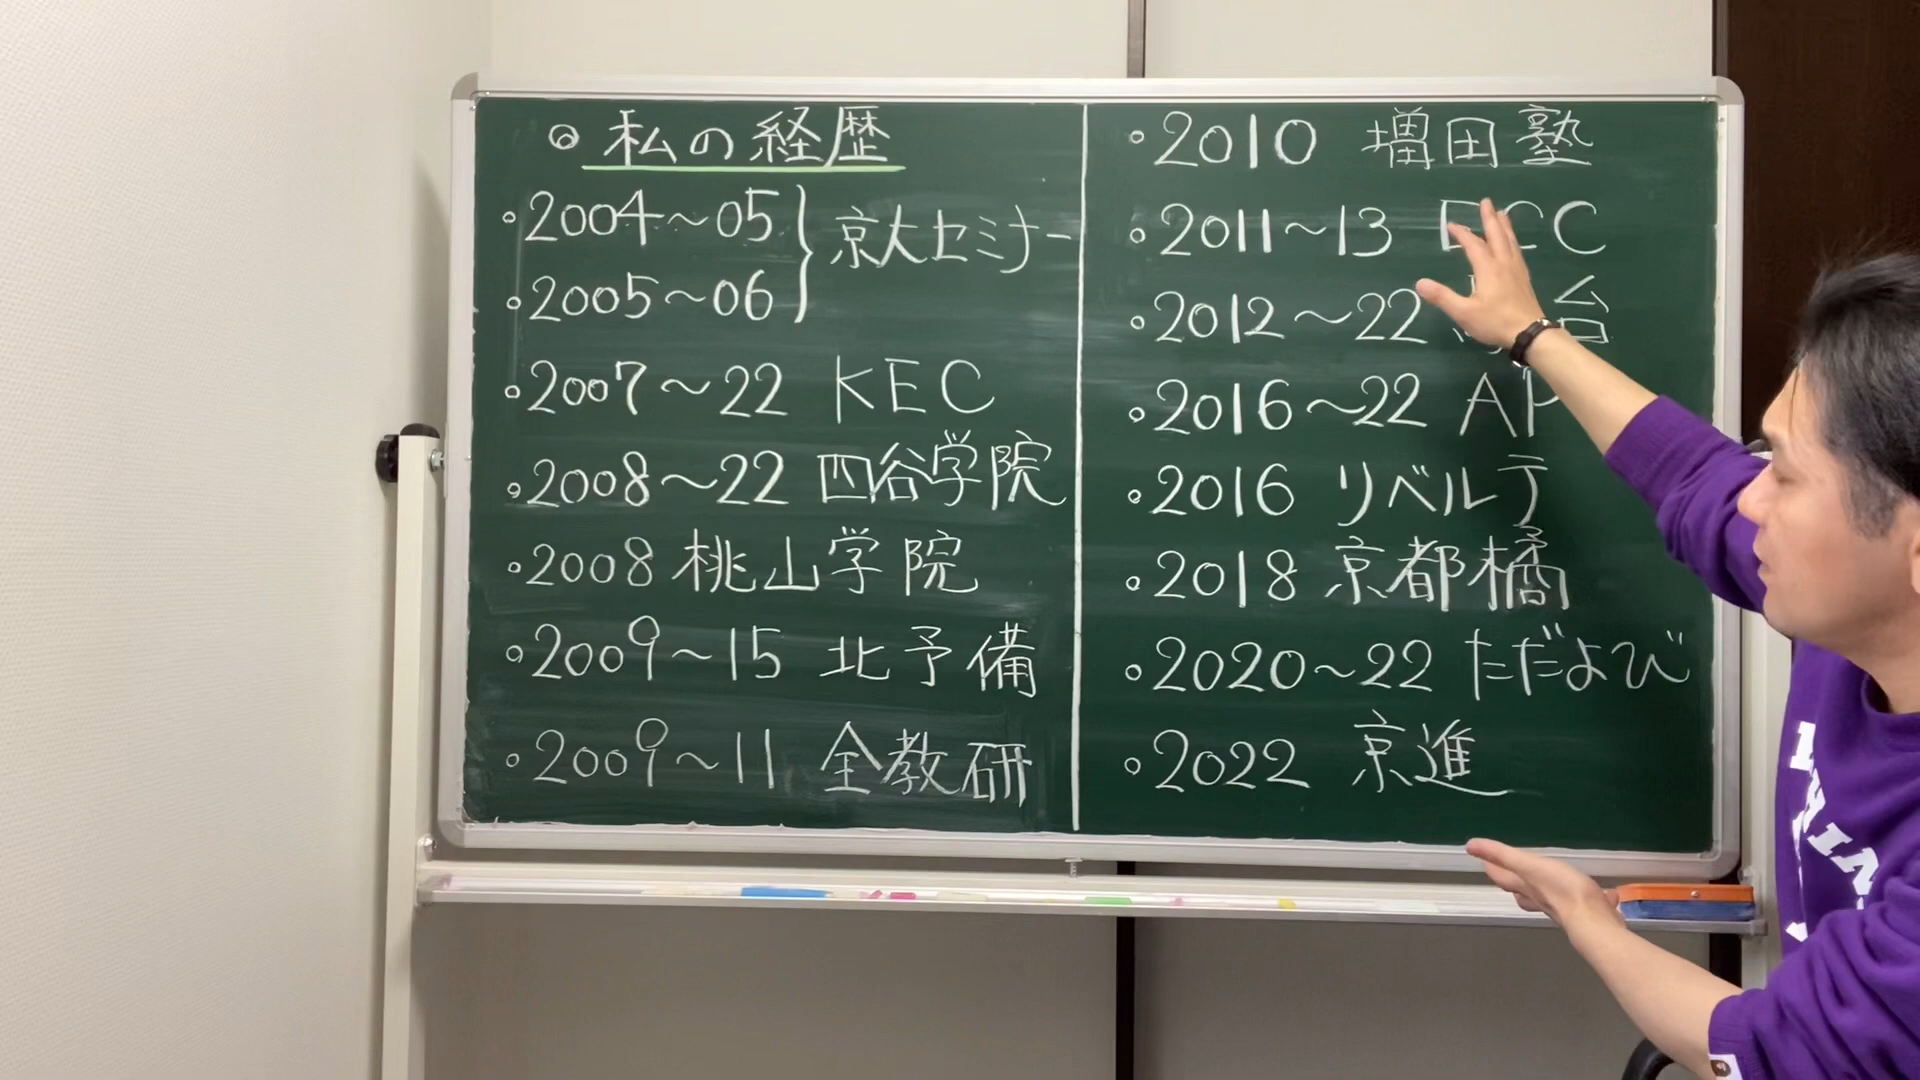 ◎ 私の経歴
・2004～05
・2005～06
京大セミナー
・2007～22 KEC
・2008～22 四谷学院
・2008 桃山学院
・2009～15 北予備
・2009～11 全教研
・2010 増田塾
・2011～13 ECC
・2012～22 台
・2016～22 AP
・2016 リベルテ
・2018 京都橘
・2020～22 ただよび
・2022 京進